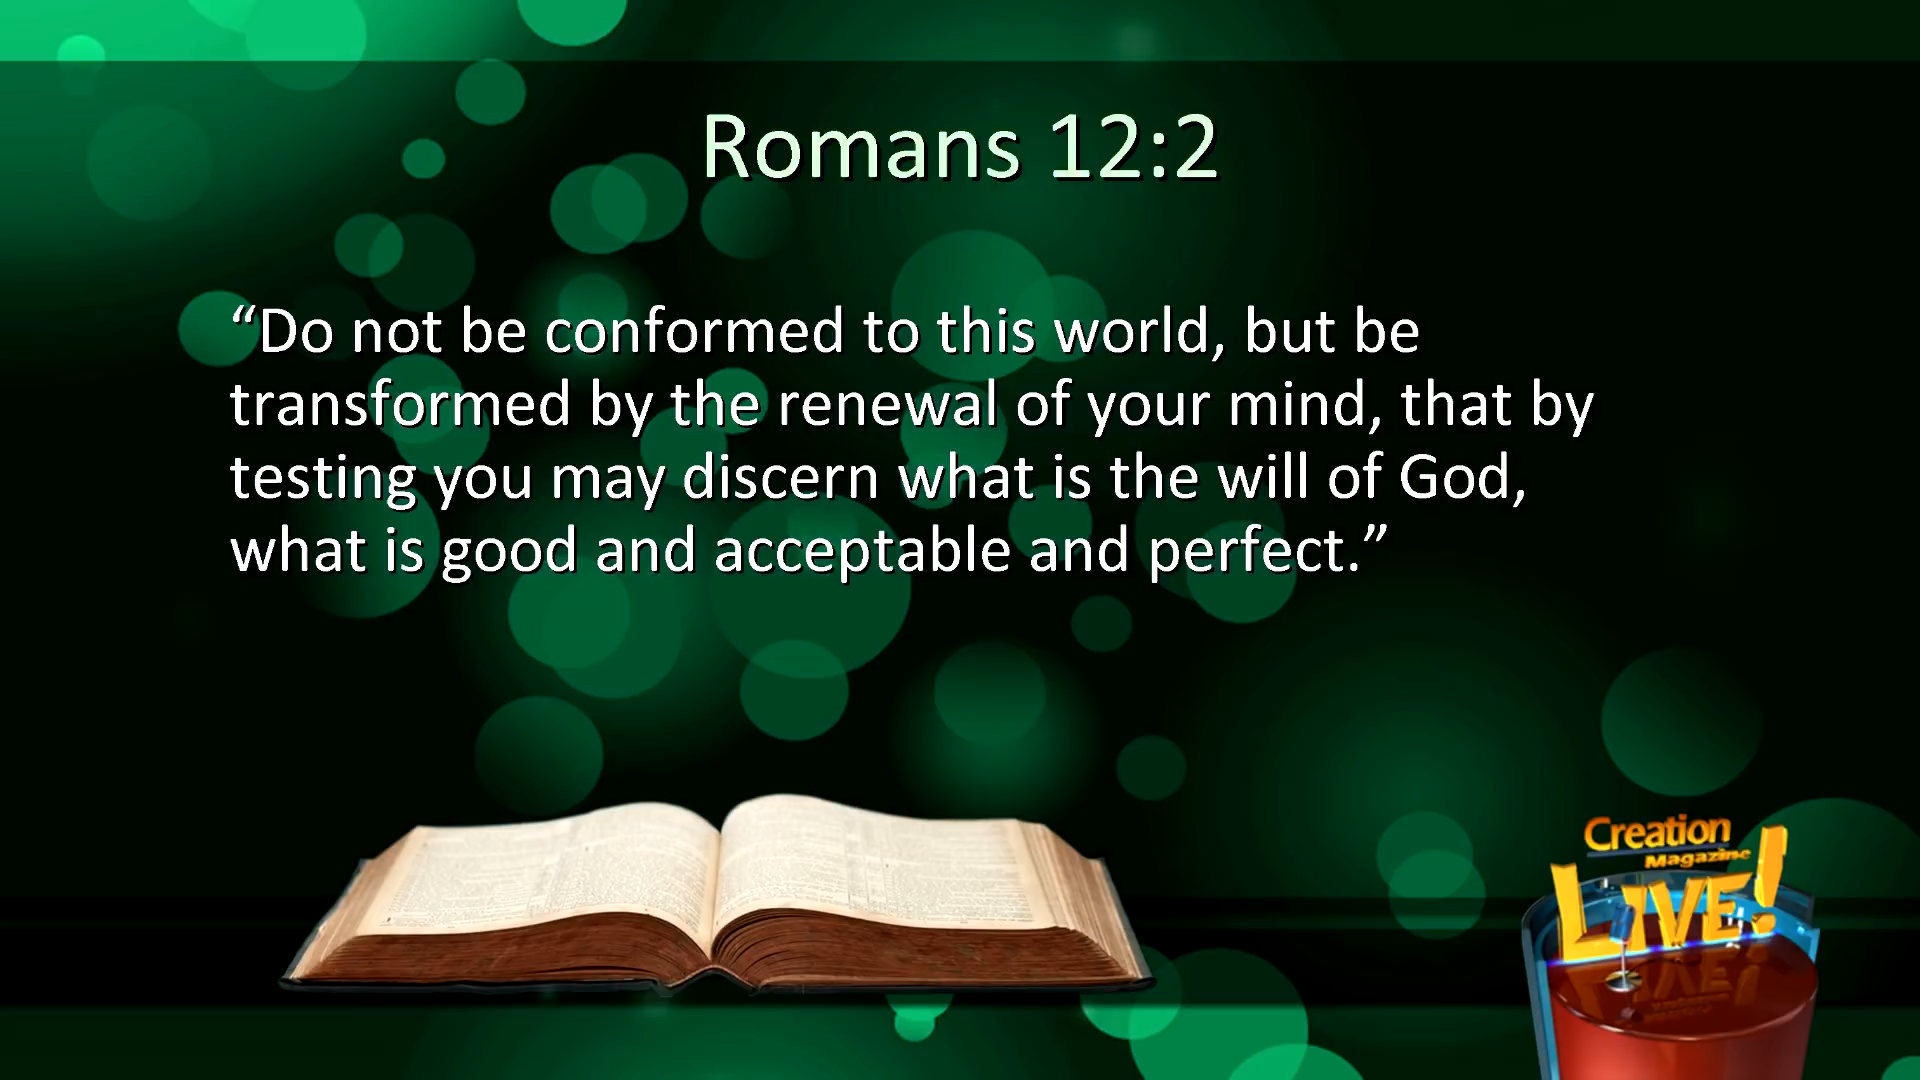 Romans 12:2
“Do not be conformed to this world, but be
transformed by the renewal of your mind, that by
testing you may discern what is the will of God,
what is good and acceptable and perfect.”
Creation
Magazine
LIVE!